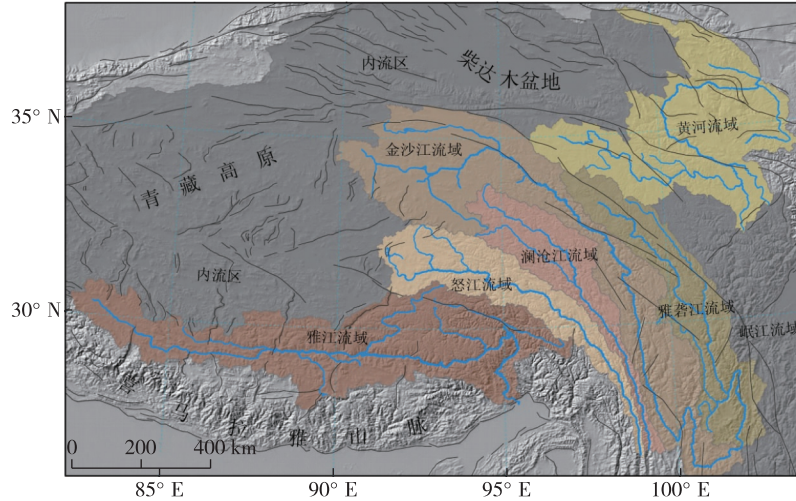 内流区
柴达木盆地
35° N
黄河流域
金沙江流域
青藏高原
澜沧江流域
内流区
怒江流域
30° N
雅砻江流域
岷江流域
雅江流域
喜马拉雅山脉
0 200 400 km
85° E 90° E 95° E 100° E